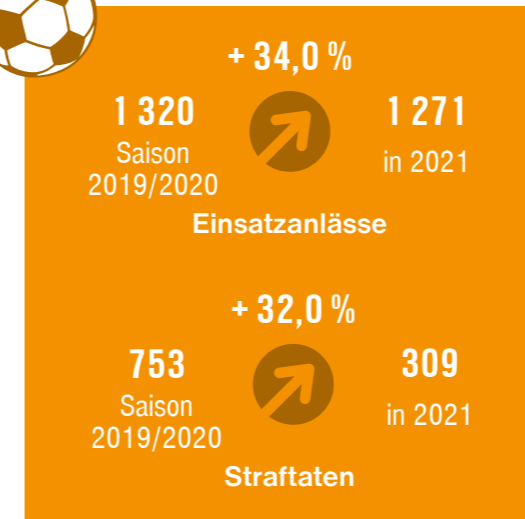 + 34,0 %
1 320
Saison
2019/2020
1 271
in 2021
Einsatzanlässe
+ 32,0 %
753
Saison
2019/2020
309
in 2021
Straftaten